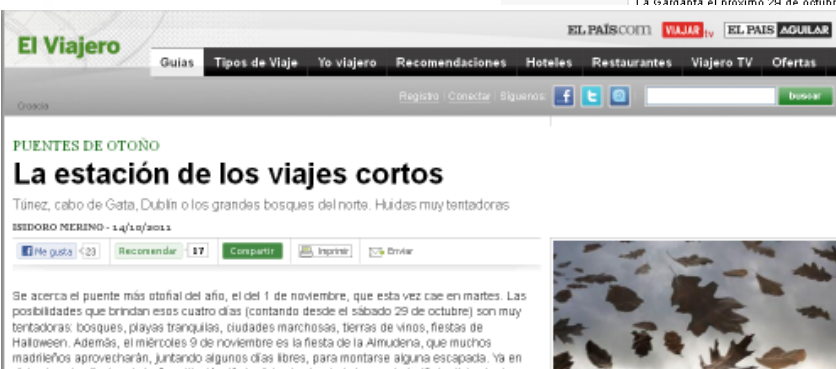 La Garganta el próximo 29 de octubre
EL PAÍS.COM VIAJAR tv EL PAIS AGUILAR
El Viajero
Guías Tipos de Viaje Yo viajero Recomendaciones Hoteles Restaurantes Viajero TV Ofertas
Registro | Conectar | Síguenos: f t buscar
Croacia
PUENTES DE OTOÑO
La estación de los viajes cortos
Túnez, cabo de Gata, Dublín o los grandes bosques del norte. Huidas muy tentadoras
ISIDORO MERINO - 14/10/2011
f Me gusta 23 Recomendar 17 Compartir Imprimir Enviar
Se acerca el puente más otoñal del año, el del 1 de noviembre, que esta vez cae en martes. Las
posibilidades que brindan esos cuatro días (contando desde el sábado 29 de octubre) son muy
tentadoras: bosques, playas tranquilas, ciudades marchosas, tierras de vinos, fiestas de
Halloween. Además, el miércoles 9 de noviembre es la fiesta de la Almudena, que muchos
madrileños aprovecharán, juntando algunos días libres, para montarse alguna escapada. Ya en